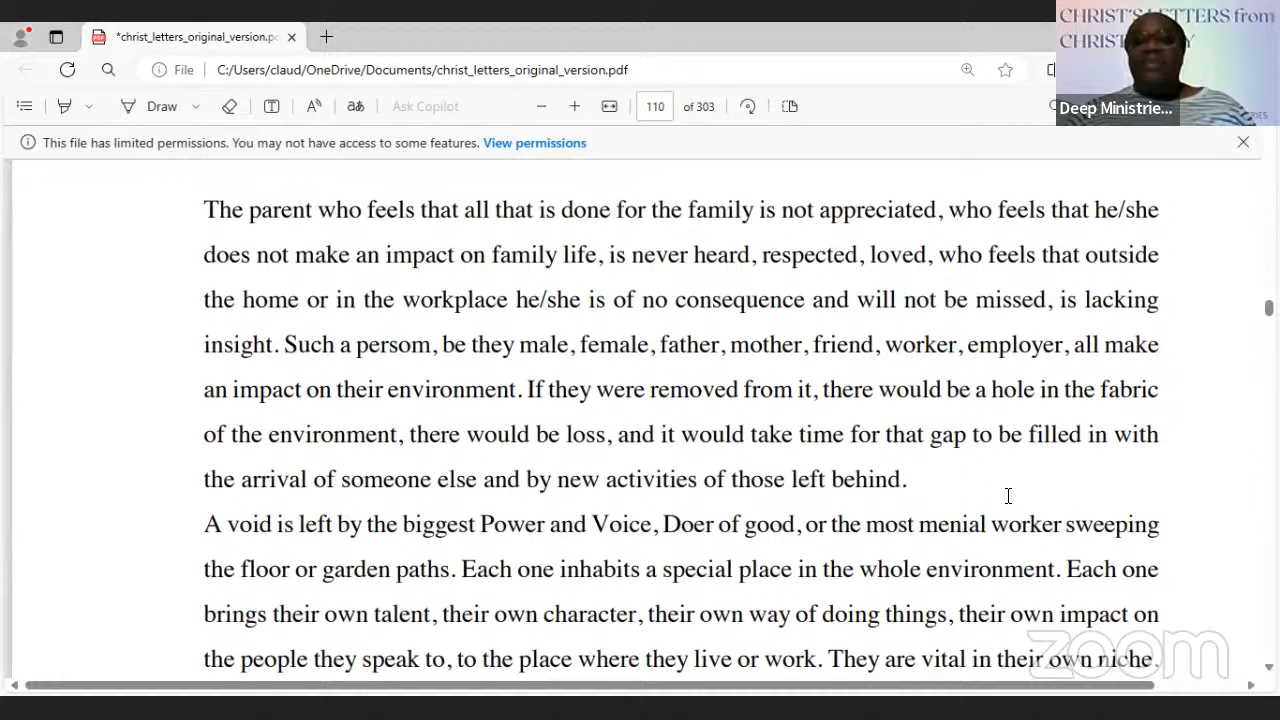 CHRIST'S LETTERS from
CHRIST
Y
*christ_letters_original_version.p
File C:/Users/claud/OneDrive/Documents/christ_letters_original_version.pdf
Draw
Ask Copilot
110 of 303
Deep Ministrie...
RIES
This file has limited permissions. You may not have access to some features. View permissions
The parent who feels that all that is done for the family is not appreciated, who feels that he/she
does not make an impact on family life, is never heard, respected, loved, who feels that outside
the home or in the workplace he/she is of no consequence and will not be missed, is lacking
insight. Such a persom, be they male, female, father, mother, friend, worker, employer, all make
an impact on their environment. If they were removed from it, there would be a hole in the fabric
of the environment, there would be loss, and it would take time for that gap to be filled in with
the arrival of someone else and by new activities of those left behind.
A void is left by the biggest Power and Voice, Doer of good, or the most menial worker sweeping
the floor or garden paths. Each one inhabits a special place in the whole environment. Each one
brings their own talent, their own character, their own way of doing things, their own impact on
the people they speak to, to the place where they live or work. They are vital in their own niche.
zoom